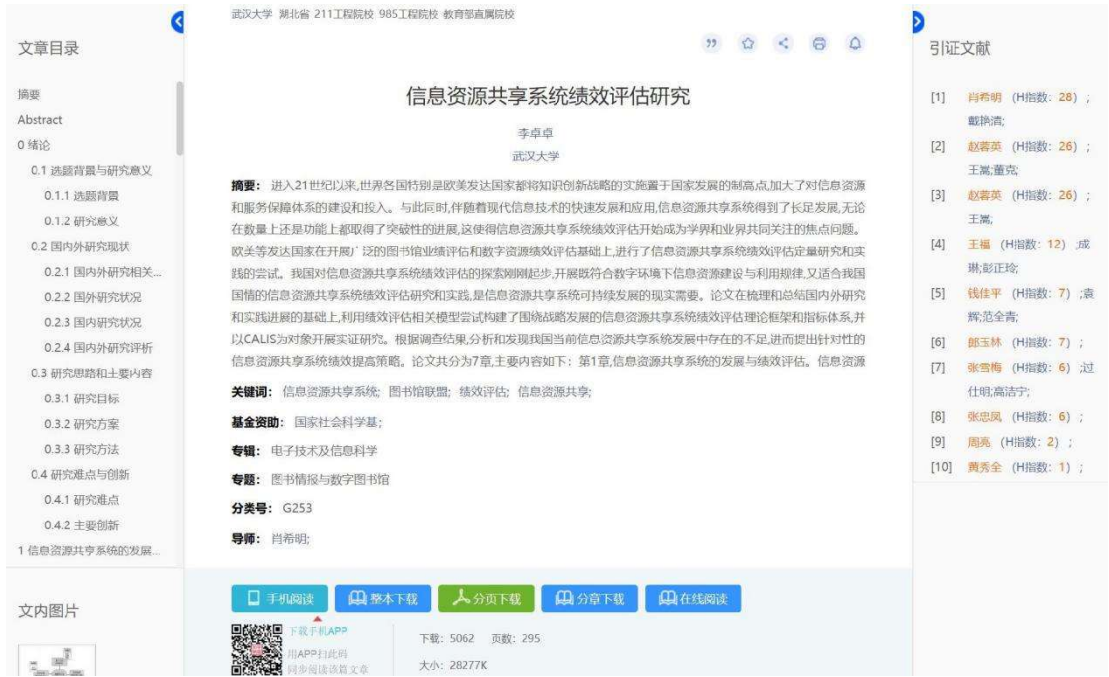 武汉大学 湖北省 211工程院校 985工程院校 教育部直属院校
文章目录
摘要
Abstract
0 绪论
0.1 选题背景与研究意义
0.1.1 选题背景
0.1.2 研究意义
0.2 国内外研究现状
0.2.1 国内外研究相关...
0.2.2 国外研究状况
0.2.3 国内研究状况
0.2.4 国内外研究评析
0.3 研究思路和土要内容
0.3.1 研究目标
0.3.2 研究方案
0.3.3 研究方法
0.4 研究难点与创新
0.4.1 研究难点
0.4.2 主要创新
1 信息资源共享系统的发展...
文内图片
信息资源共享系统绩效评估研究
李卓卓
武汉大学
摘要： 进入21世纪以来,世界各国特别是欧美发达国家都将知识创新战略的实施置于国家发展的制高点,加大了对信息资源
和服务保障体系的建设和投入。与此同时,伴随着现代信息技术的快速发展和应用,信息资源共享系统得到了长足发展,无论
在数量上还是功能上都取得了突破性的进展,这使得信息资源共享系统绩效评估开始成为学界和业界共同关注的焦点问题。
欧美等发达国家在开展广泛的图书馆业绩评估和数字资源绩效评估基础上,进行了信息资源共享系统绩效评估定量研究和实
践的尝试。我国对信息资源共享系统绩效评估的探索刚刚起步,开展既符合数字环境下信息资源建设与利用规律,又适合我国
国情的信息资源共享系统绩效评估研究和实践,是信息资源共享系统可持续发展的现实需要。论文在梳理和总结国内外研究
和实践进展的基础上,利用绩效评估相关模型尝试构建了围绕战略发展的信息资源共享系统绩效评估理论框架和指标体系,并
以CALIS为对象开展实证研究。根据调查结果,分析和发现我国当前信息资源共享系统发展中存在的不足,进而提出针对性的
信息资源共享系统绩效提高策略。论文共分为7章,主要内容如下：第1章,信息资源共享系统的发展与绩效评估。信息资源
关键词： 信息资源共享系统; 图书馆联盟; 绩效评估; 信息资源共享;
基金资助： 国家社会科学基;
专辑： 电子技术及信息科学
专题： 图书情报与数字图书馆
分类号： G253
导师： 肖希明;
手机阅读 整本下载 分页下载 分章下载 在线阅读
下载手机APP
用APP扫此码
同步阅读该篇文章
下载：5062 页数：295
大小：28277K
引证文献
[1] 肖希明 (H指数：28) ;
戴艳清;
[2] 赵蓉英 (H指数：26) ;
王嵩;董克;
[3] 赵蓉英 (H指数：26) ;
王嵩;
[4] 王福 (H指数：12) ;成
琳;彭正玲;
[5] 钱佳平 (H指数：7) ;袁
辉;范全青;
[6] 郎玉林 (H指数：7) ;
[7] 张雪梅 (H指数：6) ;过
仕明;高洁宁;
[8] 张忠凤 (H指数：6) ;
[9] 周亮 (H指数：2) ;
[10] 黄秀全 (H指数：1) ;